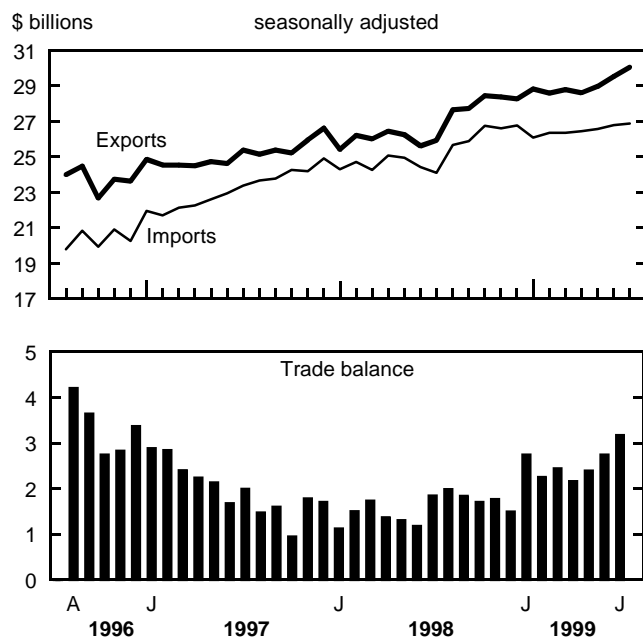 $ billions seasonally adjusted
31
29
27
25
23
21
19
17
Exports
Imports
Trade balance
5
4
3
2
1
0
A J J J J
1996 1997 1998 1999